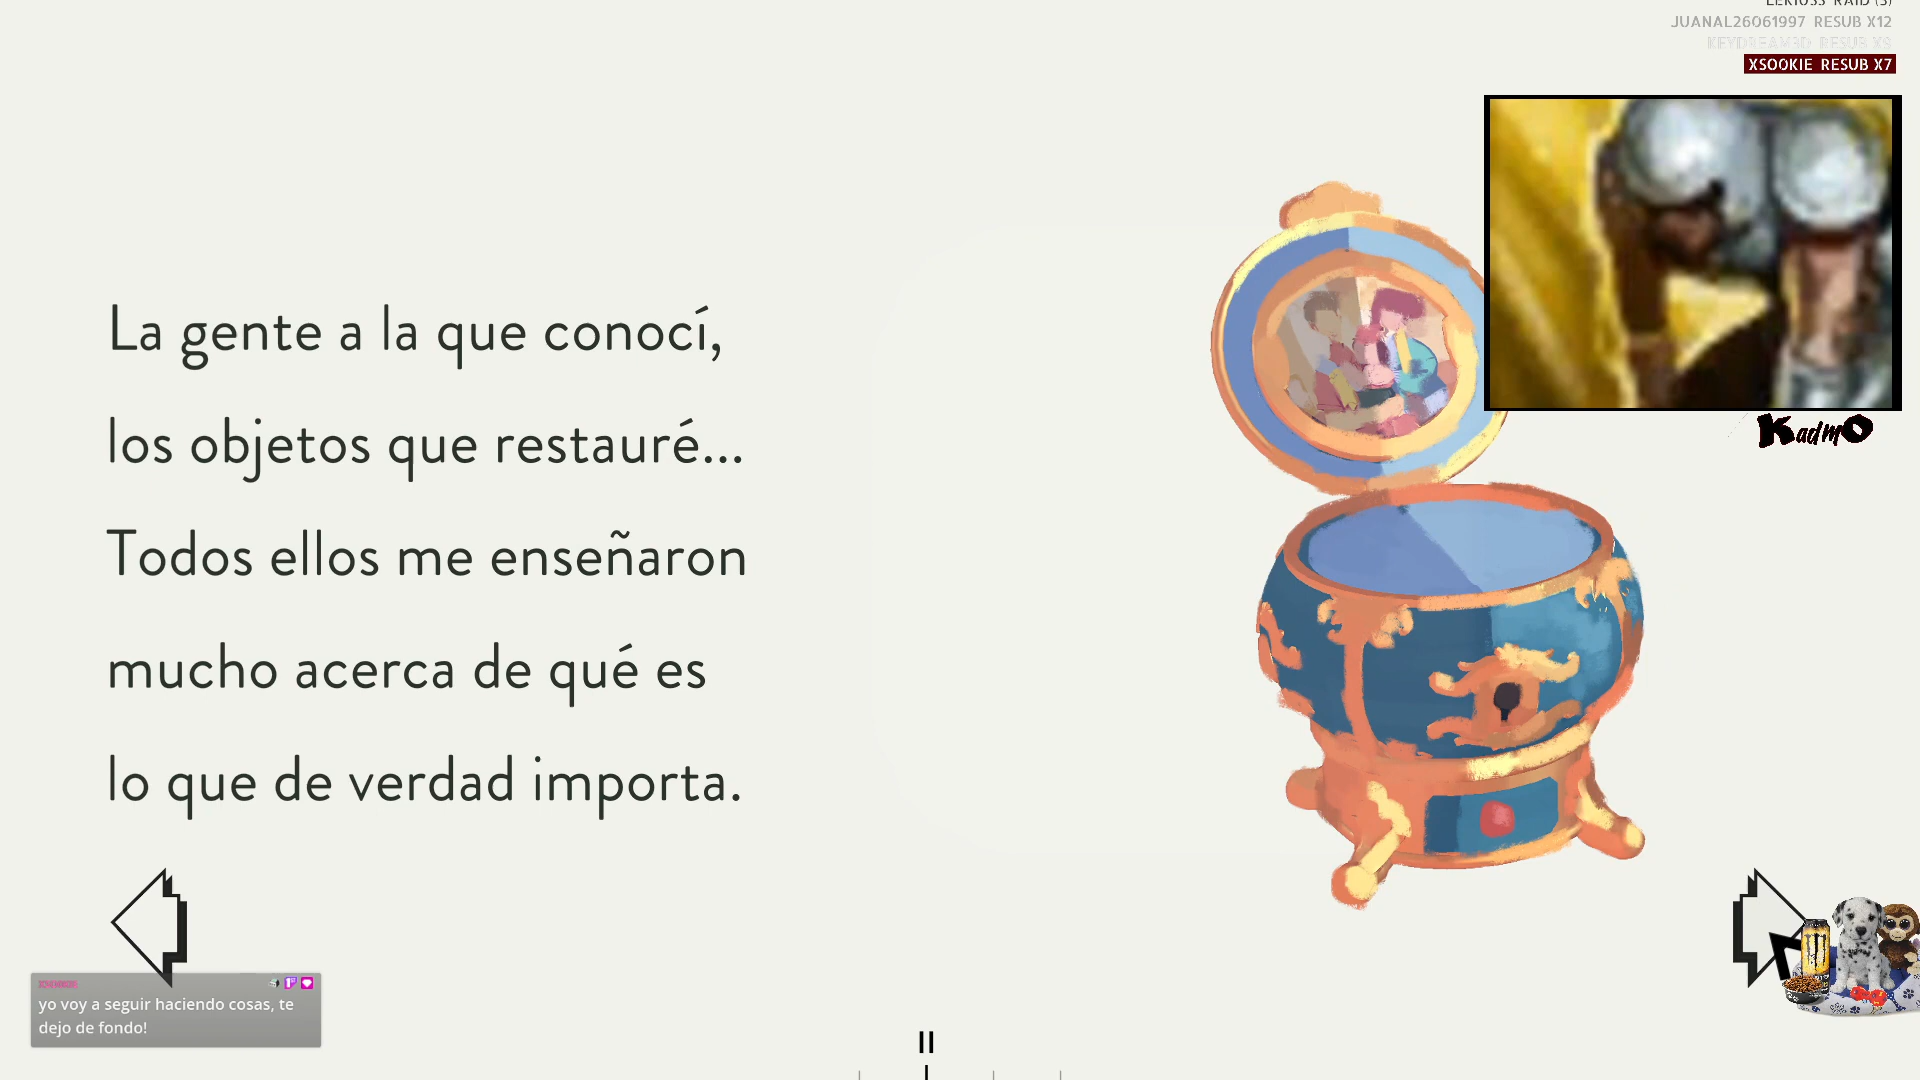 JUANAL26061997 RESUB X12
XSOOKIE RESUB X7
KadmO
La gente a la que conocí,
los objetos que restauré...
Todos ellos me enseñaron
mucho acerca de qué es
lo que de verdad importa.
yo voy a seguir haciendo cosas, te
dejo de fondo!
II